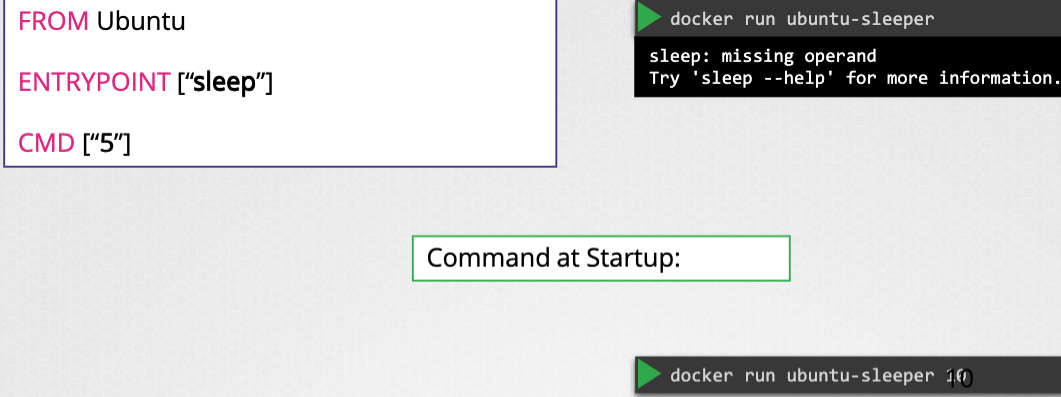 FROM Ubuntu
ENTRYPOINT [“sleep”]
CMD [“5”]
docker run ubuntu-sleeper
sleep: missing operand
Try 'sleep --help' for more information.
Command at Startup:
docker run ubuntu-sleeper 10
10